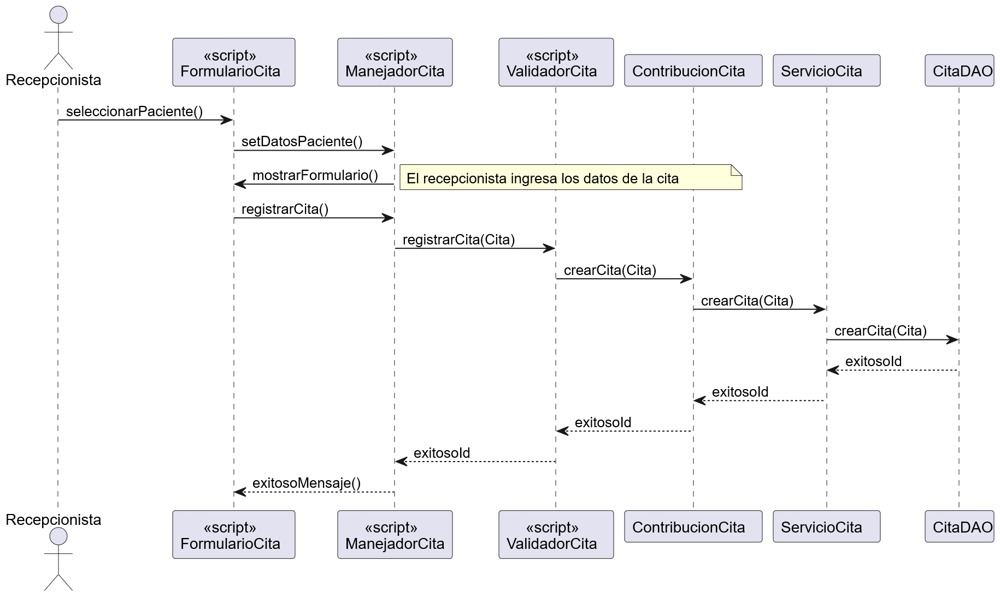 Recepcionista
«script»
FormularioCita
«script»
ManejadorCita
«script»
ValidadorCita
ContribucionCita
ServicioCita
CitaDAO
seleccionarPaciente()
setDatosPaciente()
mostrarFormulario()
El recepcionista ingresa los datos de la cita
registrarCita()
registrarCita(Cita)
crearCita(Cita)
crearCita(Cita)
crearCita(Cita)
exitosoId
exitosoId
exitosoId
exitosoId
exitosoMensaje()
Recepcionista
«script»
FormularioCita
«script»
ManejadorCita
«script»
ValidadorCita
ContribucionCita
ServicioCita
CitaDAO